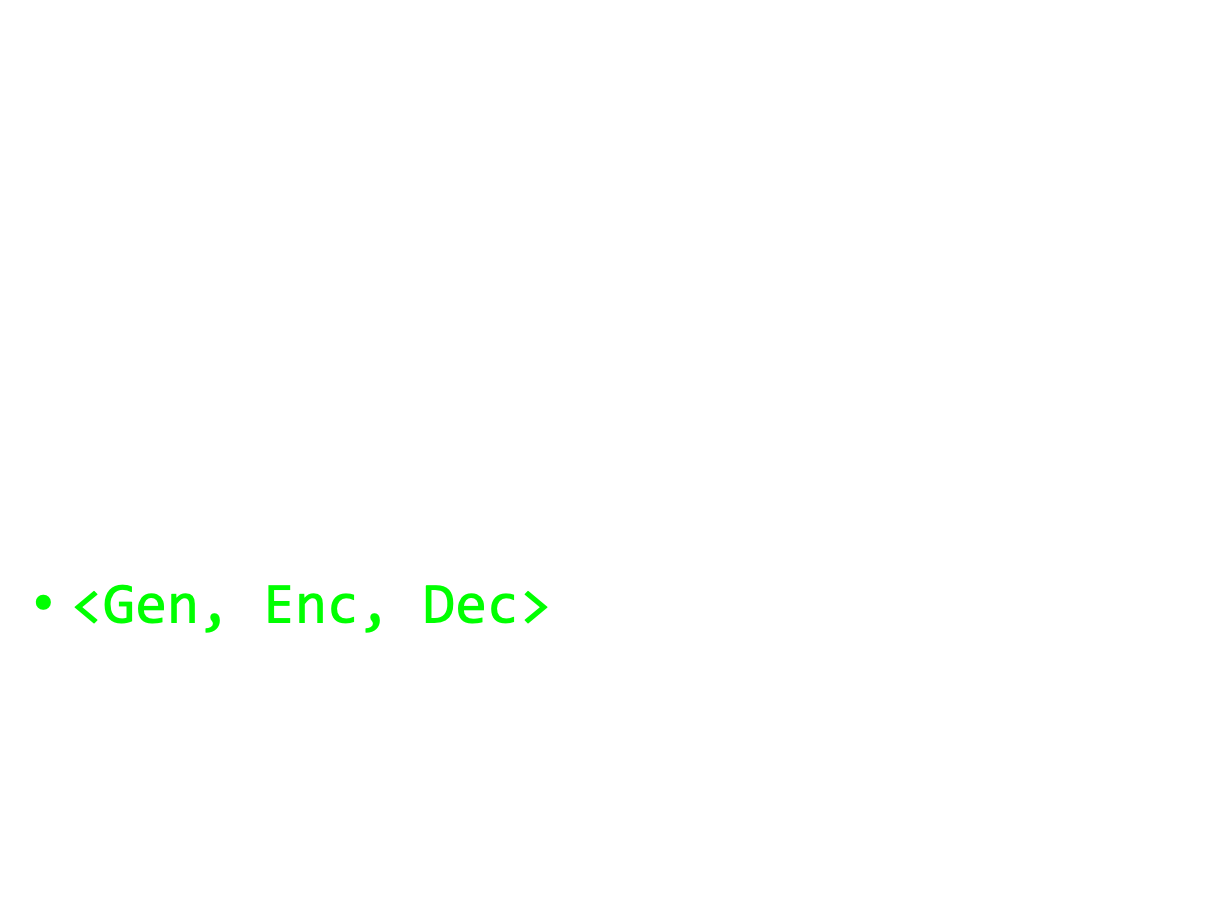 • <Gen, Enc, Dec>